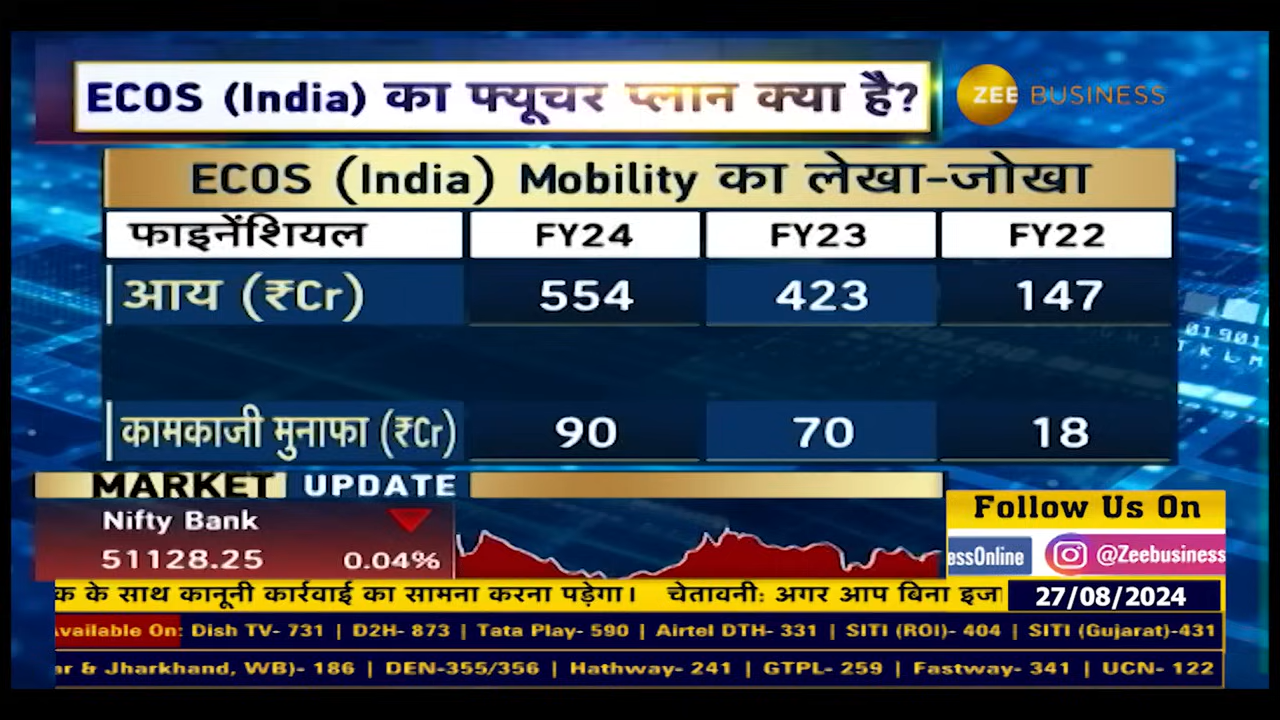 ECOS (India) का फ्यूचर प्लान क्या है?
ZEE BUSINESS
ECOS (India) Mobility का लेखा-जोखा
फाइनेंशियल FY24 FY23 FY22
आय (₹Cr) 554 423 147
कामकाजी मुनाफा (₹Cr) 90 70 18
MARKET UPDATE
Nifty Bank
51128.25 0.04%
Follow Us On
essOnline @Zeebusiness
क के साथ कानूनी कार्रवाई का सामना करना पड़ेगा। चेतावनी: अगर आप बिना इजा
27/08/2024
Available On: Dish TV- 731 | D2H- 873 | Tata Play- 590 | Airtel DTH- 331 | SITI (ROI)- 404 | SITI (Gujarat)-431
ar & Jharkhand, WB)- 186 | DEN-355/356 | Hathway- 241 | GTPL- 259 | Fastway- 341 | UCN- 122